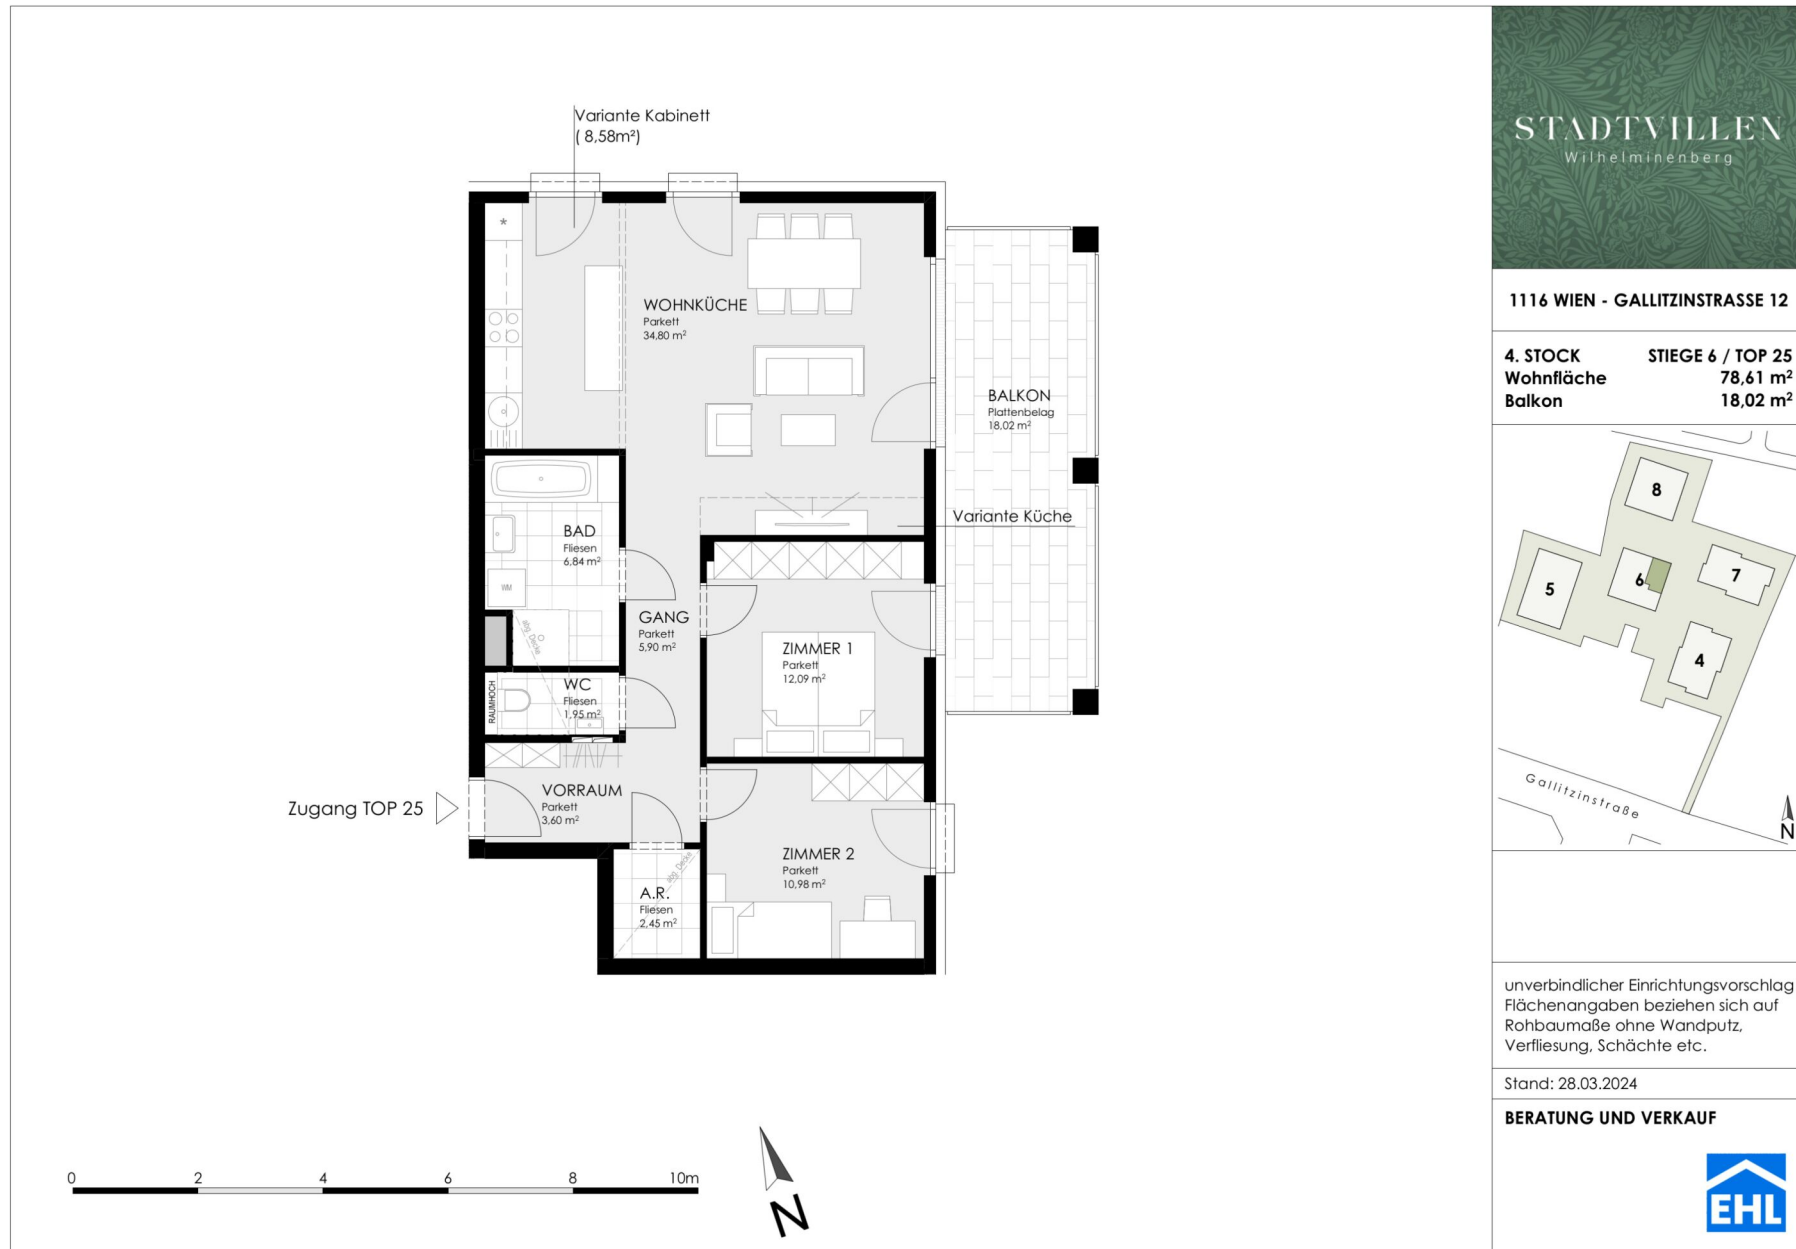 Variante Kabinett
( 8,58m²)
*
WOHNKÜCHE
Parkett
34,80 m²
BALKON
Plattenbelag
18,02 m²
Variante Küche
BAD
Fliesen
6,84 m²
WM
abg. Decke
GANG
Parkett
5,90 m²
ZIMMER 1
Parkett
12,09 m²
WC
Fliesen
1,95 m²
RAUMHOCH
VORRAUM
Parkett
3,60 m²
Zugang TOP 25
ZIMMER 2
Parkett
10,98 m²
abg. Decke
A.R.
Fliesen
2,45 m²
0 2 4 6 8 10m
N
STADTVILLEN
Wilhelminenberg
1116 WIEN - GALLITZINSTRASSE 12
4. STOCK STIEGE 6 / TOP 25
Wohnfläche 78,61 m²
Balkon 18,02 m²
8
5
6
7
4
Gallitzinstraße
N
unverbindlicher Einrichtungsvorschlag
Flächenangaben beziehen sich auf
Rohbaumaße ohne Wandputz,
Verfliesung, Schächte etc.
Stand: 28.03.2024
BERATUNG UND VERKAUF
EHL